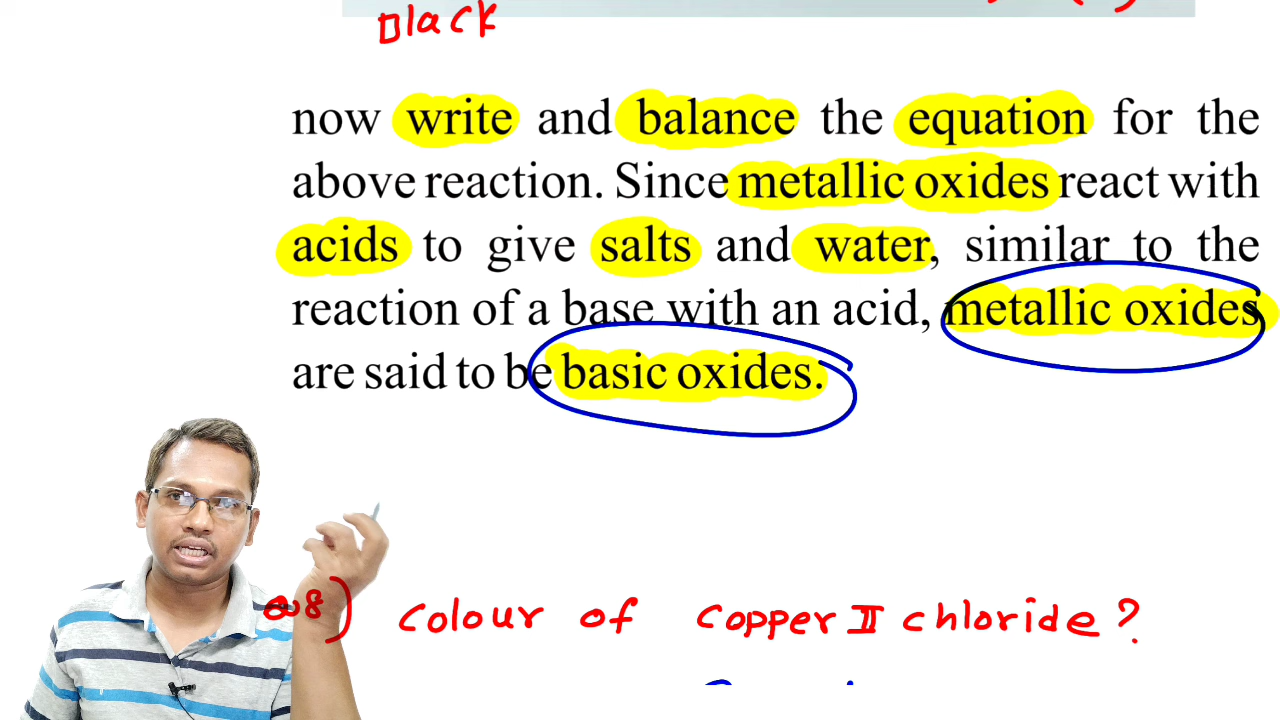 Black
now write and balance the equation for the
above reaction. Since metallic oxides react with
acids to give salts and water, similar to the
reaction of a base with an acid, metallic oxides
are said to be basic oxides.
Q8) Colour of Copper II chloride?